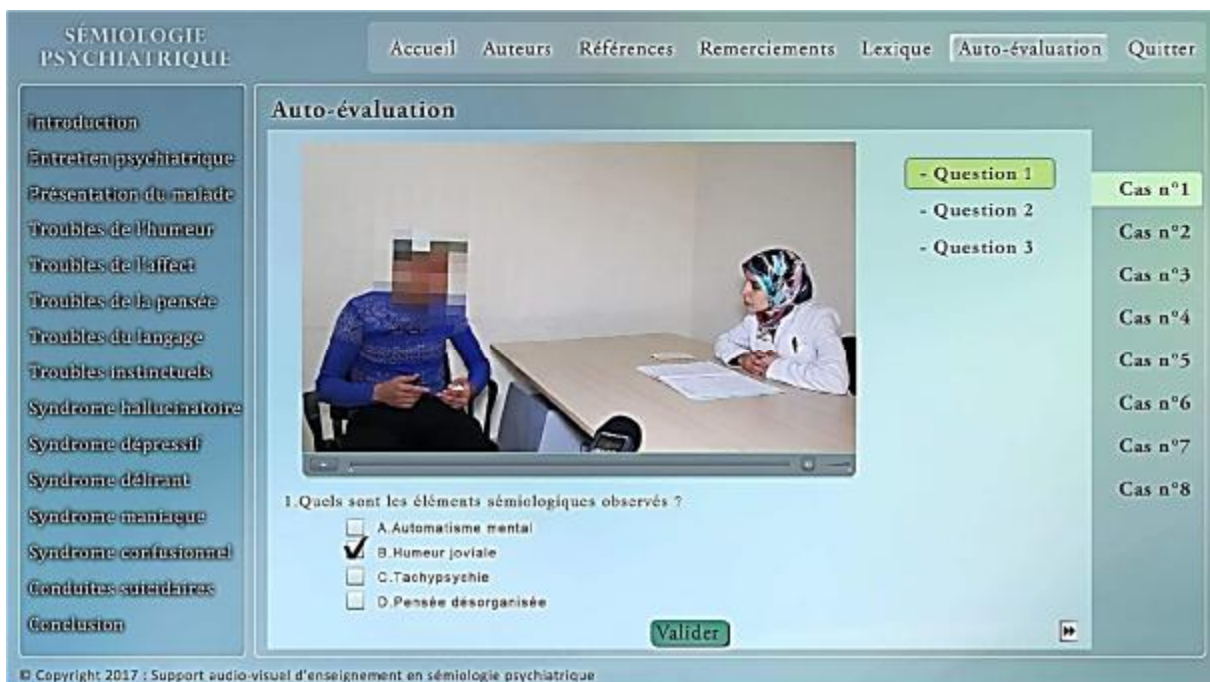 SÉMIOLOGIE
PSYCHIATRIQUE
Accueil Auteurs Références Remerciements Lexique Auto-évaluation Quitter
Introduction
Entretien psychiatrique
Présentation du malade
Troubles de l'humeur
Troubles de l'affect
Troubles de la pensée
Troubles du langage
Troubles instinctuels
Syndrome hallucinatoire
Syndrome dépressif
Syndrome délirant
Syndrome maniaque
Syndrome confusionnel
Conduites suicidaires
Conclusion
Auto-évaluation
- Question 1
- Question 2
- Question 3
Cas n°1
Cas n°2
Cas n°3
Cas n°4
Cas n°5
Cas n°6
Cas n°7
Cas n°8
1.Quels sont les éléments sémiologiques observés ?
A.Automatisme mental
B.Humeur joviale
C.Tachypsychie
D.Pensée désorganisée
Valider
© Copyright 2017 : Support audio-visuel d'enseignement en sémiologie psychiatrique